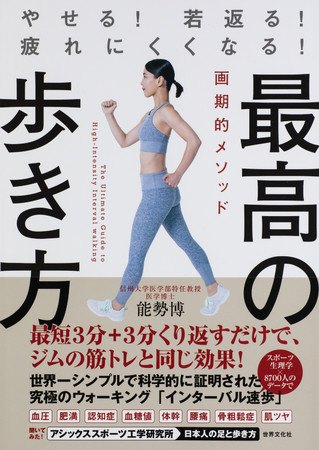 やせる! 若返る!
疲れにくくなる!
画期的メソッド
最高の
歩き方
The Ultimate Guide to
High-Intensity Interval walking
信州大学医学部特任教授
医学博士
能勢博
最短3分+3分くり返すだけで、
ジムの筋トレと同じ効果!
世界一シンプルで科学的に証明された
究極のウォーキング「インターバル速歩」
スポーツ
生理学
×
8700人の
データで
血圧 肥満 認知症 血糖値 体幹 腰痛 骨粗鬆症 肌ツヤ
聞いて
みた!
アシックススポーツ工学研究所 日本人の足と歩き方
世界文化社